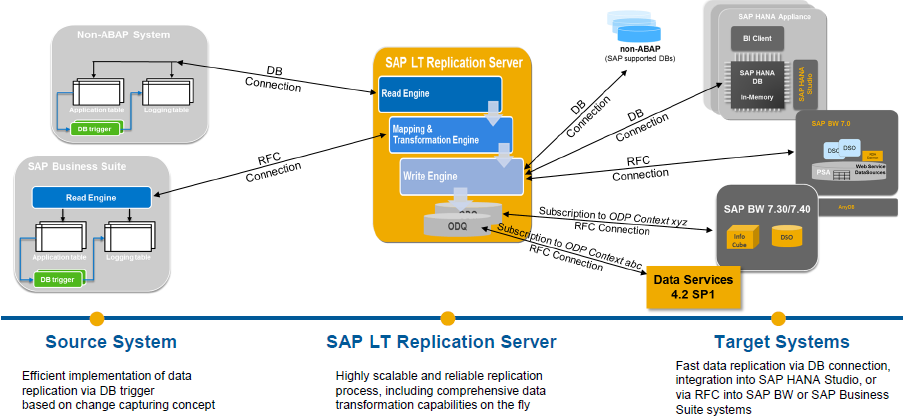 Non-ABAP System
Application table
Logging table
DB trigger
SAP Business Suite
Read Engine
Application table
Logging table
DB trigger
DB
Connection
RFC
Connection
SAP LT Replication Server
Read Engine
Mapping &
Transformation Engine
Write Engine
ODQ
ODQ
non-ABAP
(SAP supported DBs)
DB
Connection
DB
Connection
RFC
Connection
Subscription to ODP Context xyz
RFC Connection
Subscription to ODP Context abc
RFC Connection
SAP HANA Appliance
BI Client
SAP HANA
DB
In-Memory
SAP HANA
Studio
SAP BW 7.0
DSO
DSO
Web Service
DataSources
PSA
AnyDB
SAP BW 7.30/7.40
Info
Cube
DSO
Data Services
4.2 SP1
Source System
SAP LT Replication Server
Target Systems
Efficient implementation of data
replication via DB trigger
based on change capturing concept
Highly scalable and reliable replication
process, including comprehensive data
transformation capabilities on the fly
Fast data replication via DB connection,
integration into SAP HANA Studio, or
via RFC into SAP BW or SAP Business
Suite systems